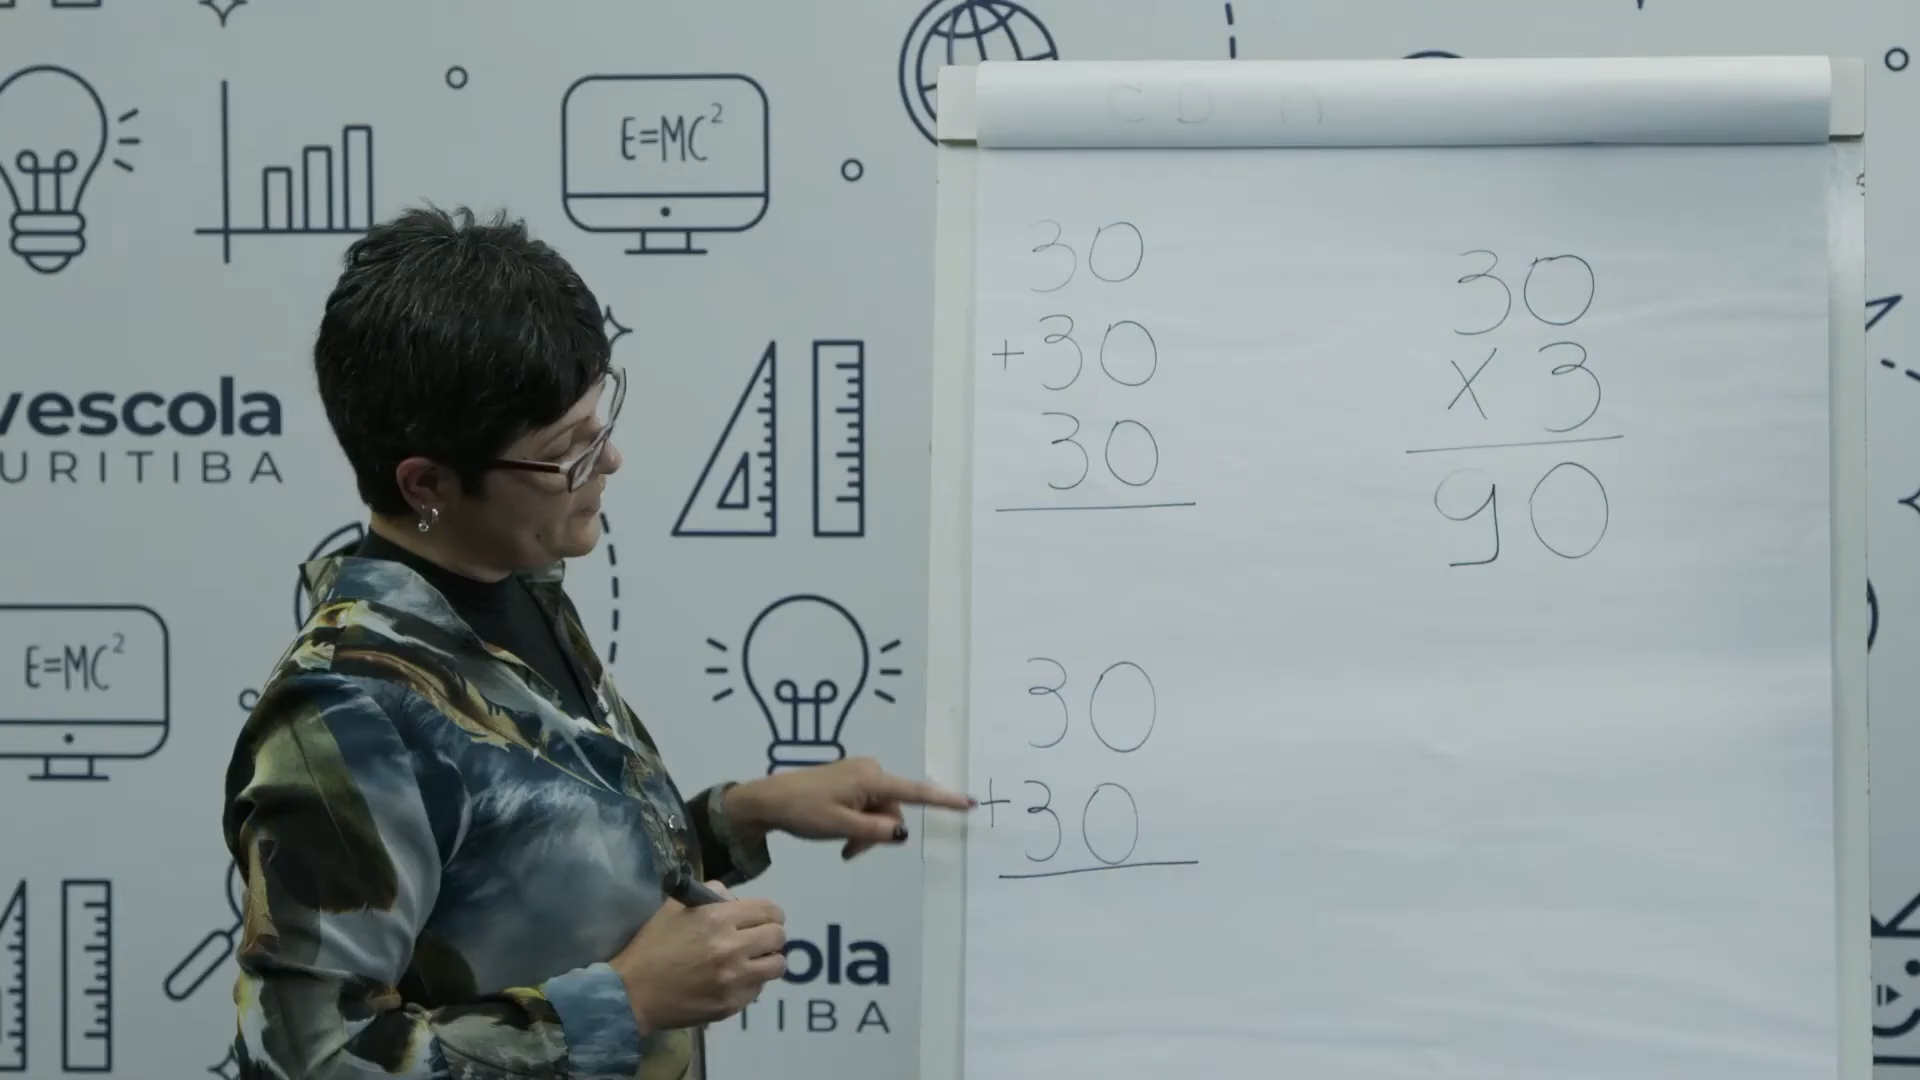 E=MC²
C D
30
+30
30
30
x 3
90
30
+30
vescola
URITIBA
E=MC²
ola
TIBA